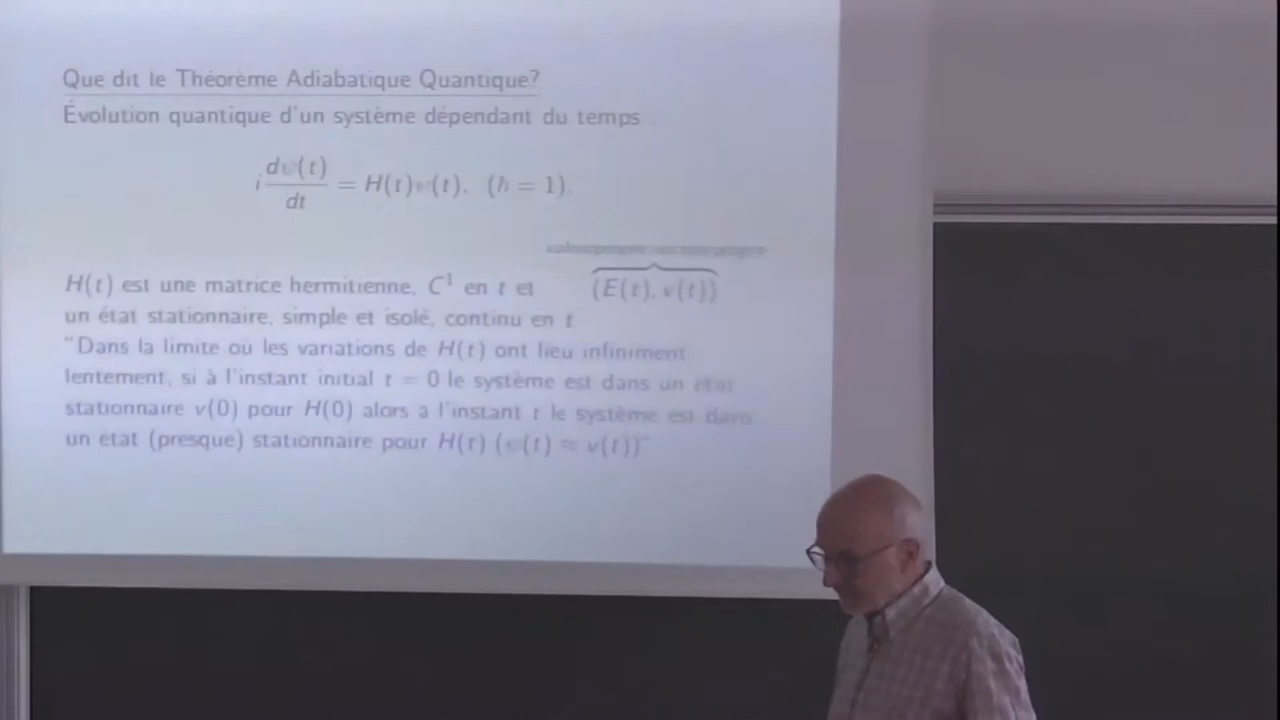 Que dit le Théorème Adiabatique Quantique?
Évolution quantique d'un système dépendant du temps
i dψ(t)/dt = H(t)ψ(t), (ℏ = 1).
H(t) est une matrice hermitienne, C¹ en t et (E(t), v(t))
un état stationnaire, simple et isolé, continu en t
"Dans la limite où les variations de H(t) ont lieu infiniment
lentement, si à l'instant initial t = 0 le système est dans un état
stationnaire v(0) pour H(0) alors à l'instant t le système est dans
un état (presque) stationnaire pour H(t) (ψ(t) ≈ v(t))"